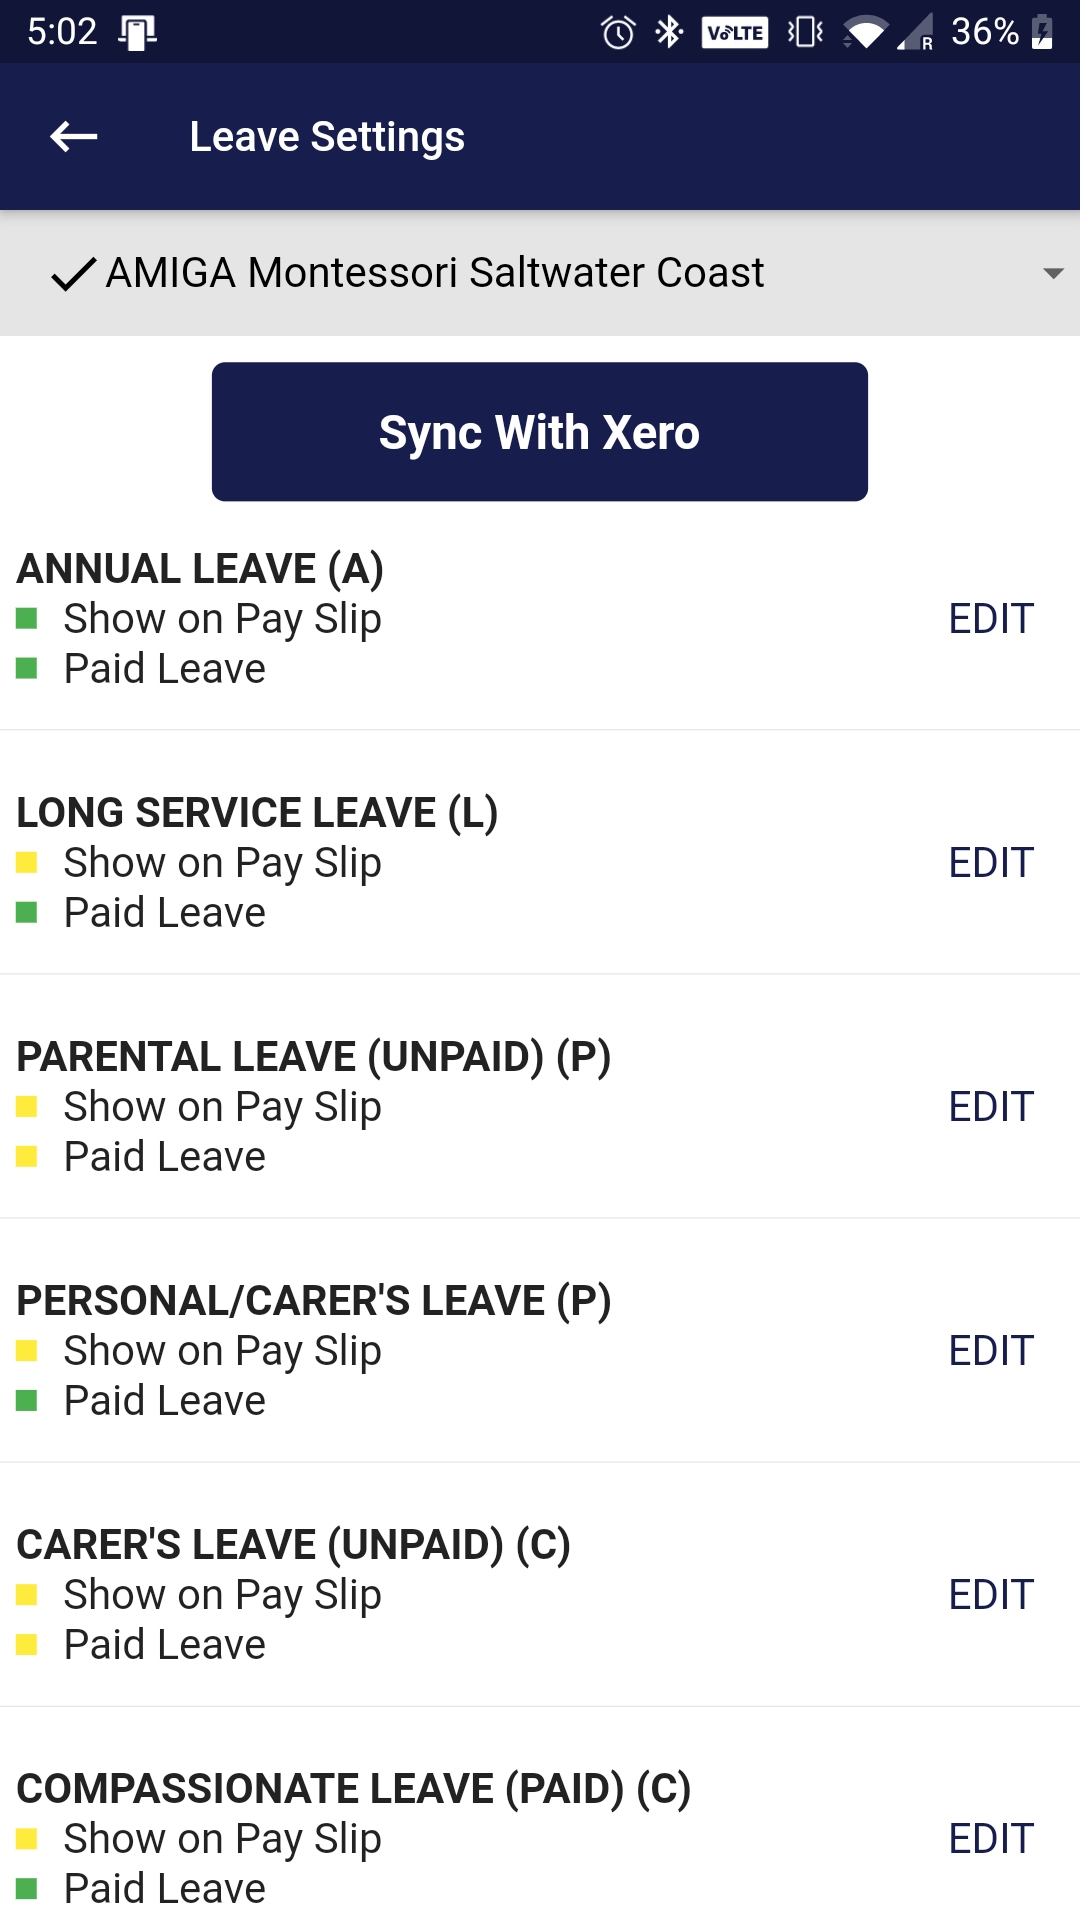 5:02 VoLTE R 36%
Leave Settings
AMIGA Montessori Saltwater Coast
Sync With Xero
ANNUAL LEAVE (A)
Show on Pay Slip
EDIT
Paid Leave
LONG SERVICE LEAVE (L)
Show on Pay Slip
EDIT
Paid Leave
PARENTAL LEAVE (UNPAID) (P)
Show on Pay Slip
EDIT
Paid Leave
PERSONAL/CARER'S LEAVE (P)
Show on Pay Slip
EDIT
Paid Leave
CARER'S LEAVE (UNPAID) (C)
Show on Pay Slip
EDIT
Paid Leave
COMPASSIONATE LEAVE (PAID) (C)
Show on Pay Slip
EDIT
Paid Leave